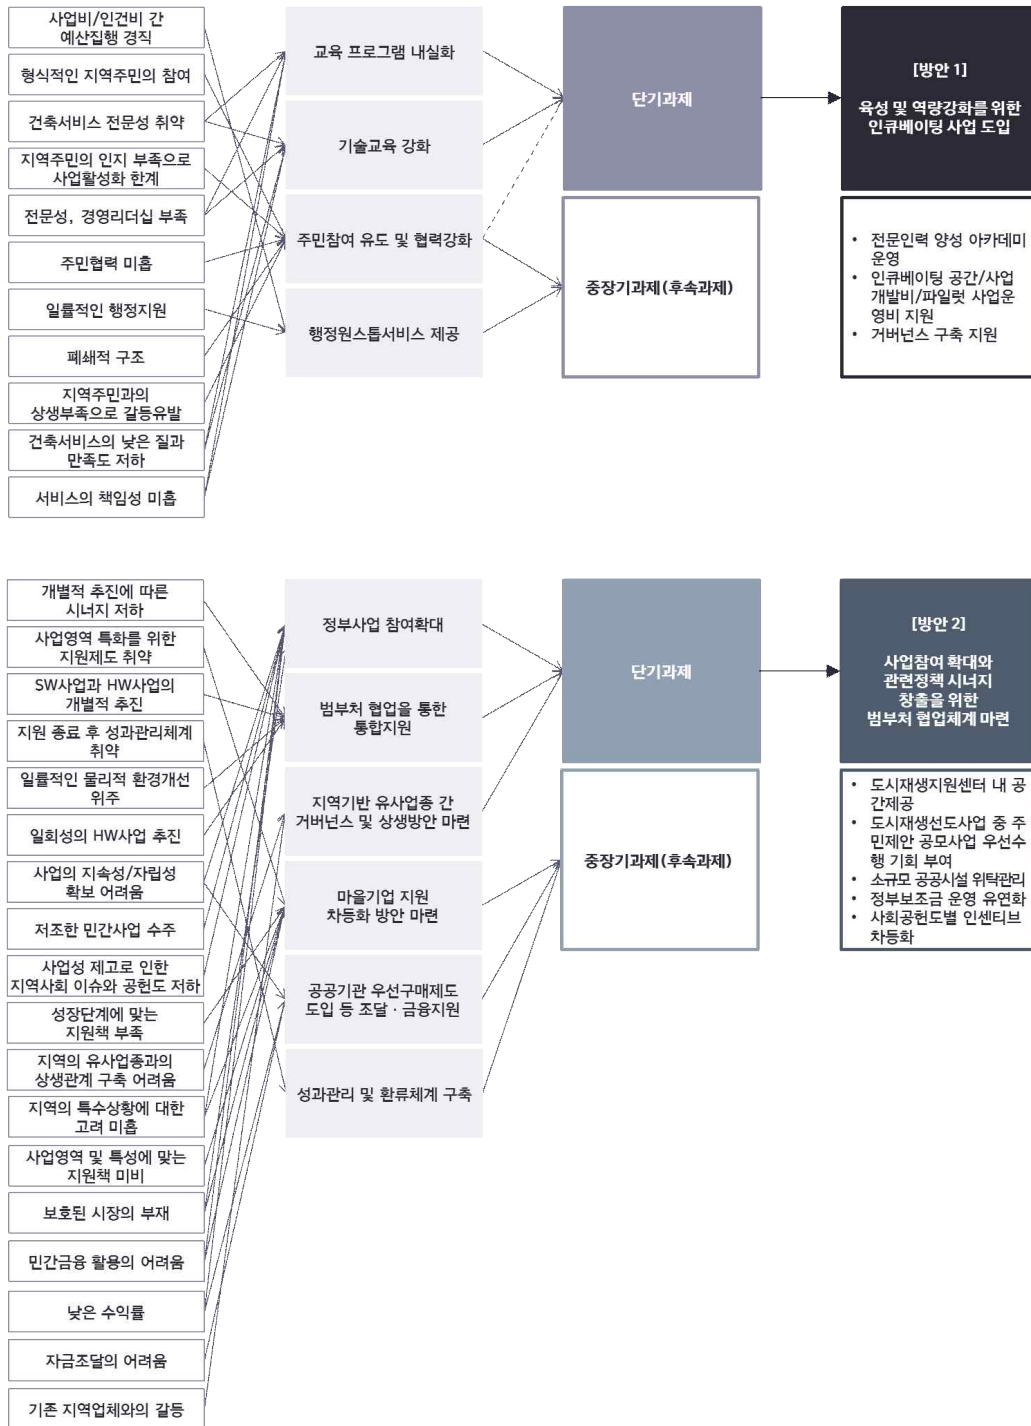 사업비/인건비 간
예산집행 경직
형식적인 지역주민의 참여
건축서비스 전문성 취약
지역주민의 인지 부족으로
사업활성화 한계
전문성, 경영리더십 부족
주민협력 미흡
일률적인 행정지원
폐쇄적 구조
지역주민과의
상생부족으로 갈등유발
건축서비스의 낮은 질과
만족도 저하
서비스의 책임성 미흡
교육 프로그램 내실화
기술교육 강화
주민참여 유도 및 협력강화
행정원스톱서비스 제공
단기과제
중장기과제(후속과제)
[방안 1]
육성 및 역량강화를 위한
인큐베이팅 사업 도입
• 전문인력 양성 아카데미
운영
• 인큐베이팅 공간/사업
개발비/파일럿 사업운
영비 지원
• 거버넌스 구축 지원
개별적 추진에 따른
시너지 저하
사업영역 특화를 위한
지원제도 취약
SW사업과 HW사업의
개별적 추진
지원 종료 후 성과관리체계
취약
일률적인 물리적 환경개선
위주
일회성의 HW사업 추진
사업의 지속성/자립성
확보 어려움
저조한 민간사업 수주
사업성 제고로 인한
지역사회 이슈와 공헌도 저하
성장단계에 맞는
지원책 부족
지역의 유사업종과의
상생관계 구축 어려움
지역의 특수상황에 대한
고려 미흡
사업영역 및 특성에 맞는
지원책 미비
보호된 시장의 부재
민간금융 활용의 어려움
낮은 수익률
자금조달의 어려움
기존 지역업체와의 갈등
정부사업 참여확대
범부처 협업을 통한
통합지원
지역기반 유사업종 간
거버넌스 및 상생방안 마련
마을기업 지원
차등화 방안 마련
공공기관 우선구매제도
도입 등 조달 · 금융지원
성과관리 및 환류체계 구축
단기과제
중장기과제(후속과제)
[방안 2]
사업참여 확대와
관련정책 시너지
창출을 위한
범부처 협업체계 마련
• 도시재생지원센터 내 공
간제공
• 도시재생선도사업 중 주
민제안 공모사업 우선수
행 기회 부여
• 소규모 공공시설 위탁관리
• 정부보조금 운영 유연화
• 사회공헌도별 인센티브
차등화